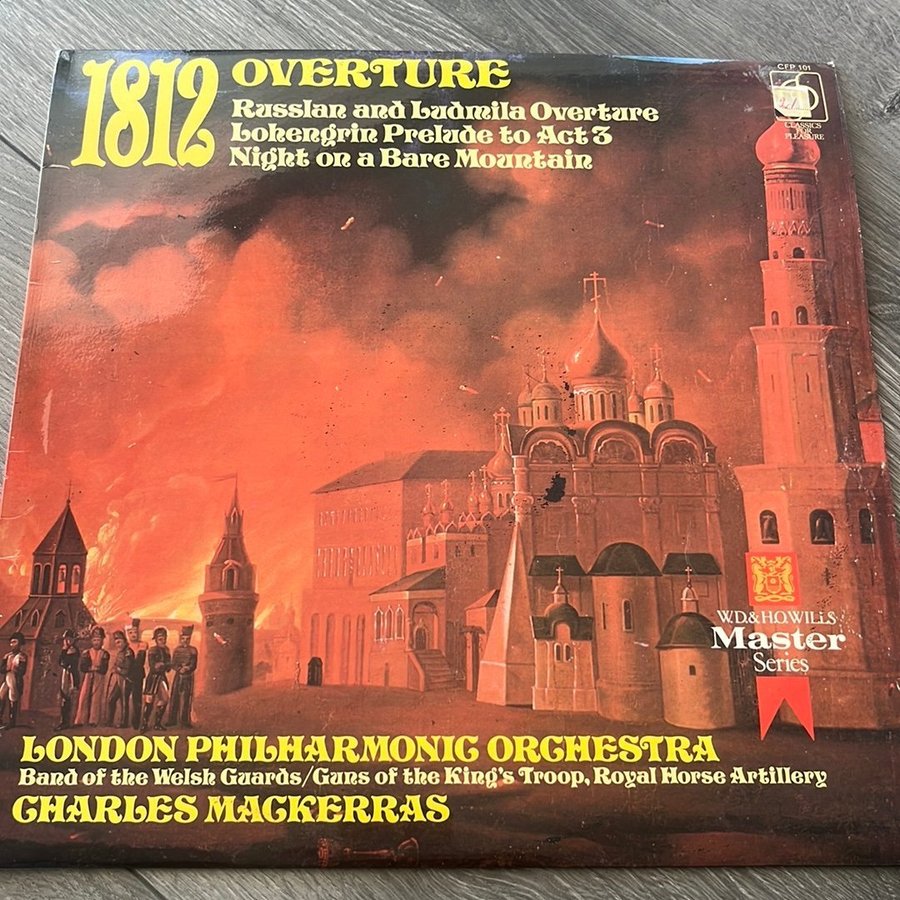 1812 OVERTURE
Russlan and Ludmila Overture
Lohengrin Prelude to Act 3
Night on a Bare Mountain
CFP 101
CLASSICS
FOR
PLEASURE
W.D.&H.O.WILLS
Master
Series
LONDON PHILHARMONIC ORCHESTRA
Band of the Welsh Guards/Guns of the King's Troop, Royal Horse Artillery
CHARLES MACKERRAS